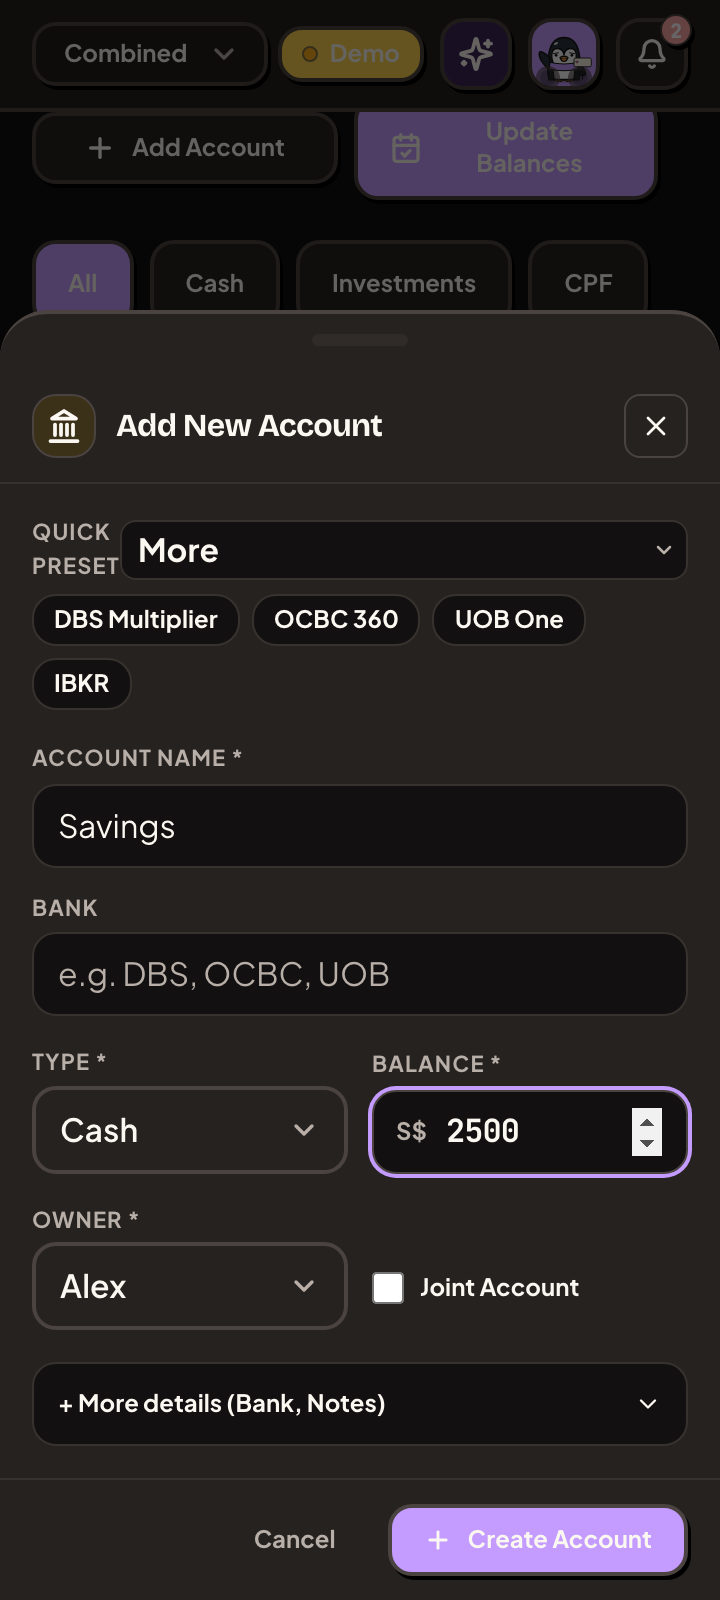 Combined
Demo
2
Add Account
Update
Balances
All
Cash
Investments
CPF
Add New Account
QUICK
PRESET
More
DBS Multiplier
OCBC 360
UOB One
IBKR
ACCOUNT NAME *
Savings
BANK
e.g. DBS, OCBC, UOB
TYPE *
BALANCE *
Cash
S$ 2500
OWNER *
Alex
Joint Account
+ More details (Bank, Notes)
Cancel
Create Account